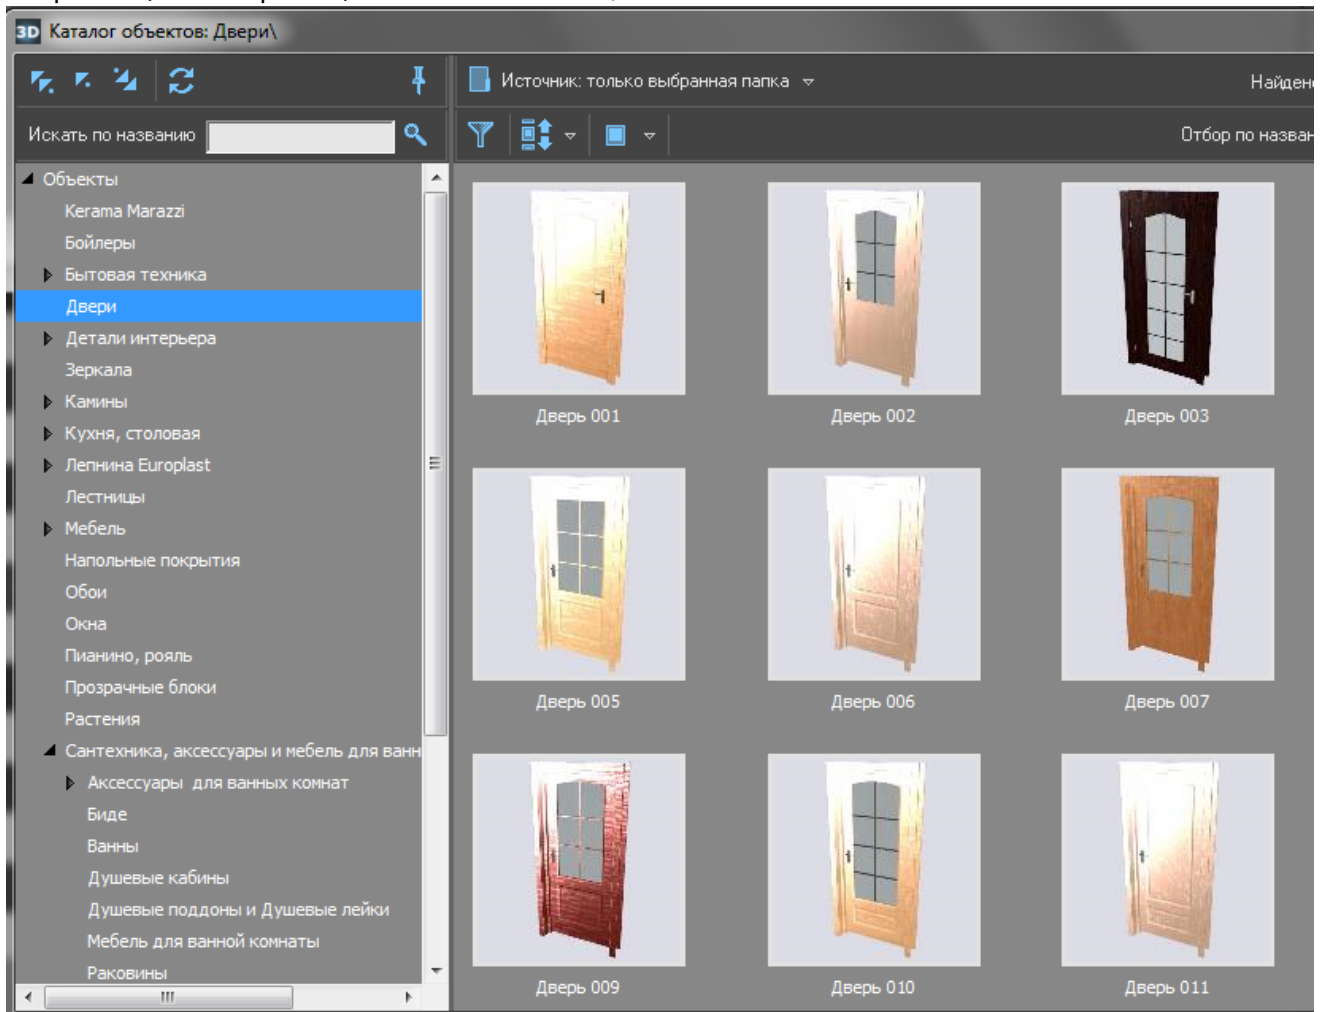 3D Каталог объектов: Двери\
Источник: только выбранная папка
Найдено
Искать по названию
Отбор по назван
Объекты
Kerama Marazzi
Бойлеры
Бытовая техника
Двери
Детали интерьера
Зеркала
Камины
Кухня, столовая
Лепнина Europlast
Лестницы
Мебель
Напольные покрытия
Обои
Окна
Пианино, рояль
Прозрачные блоки
Растения
Сантехника, аксессуары и мебель для ванн
Аксессуары для ванных комнат
Биде
Ванны
Душевые кабины
Душевые поддоны и Душевые лейки
Мебель для ванной комнаты
Раковины
Дверь 001
Дверь 002
Дверь 003
Дверь 005
Дверь 006
Дверь 007
Дверь 009
Дверь 010
Дверь 011